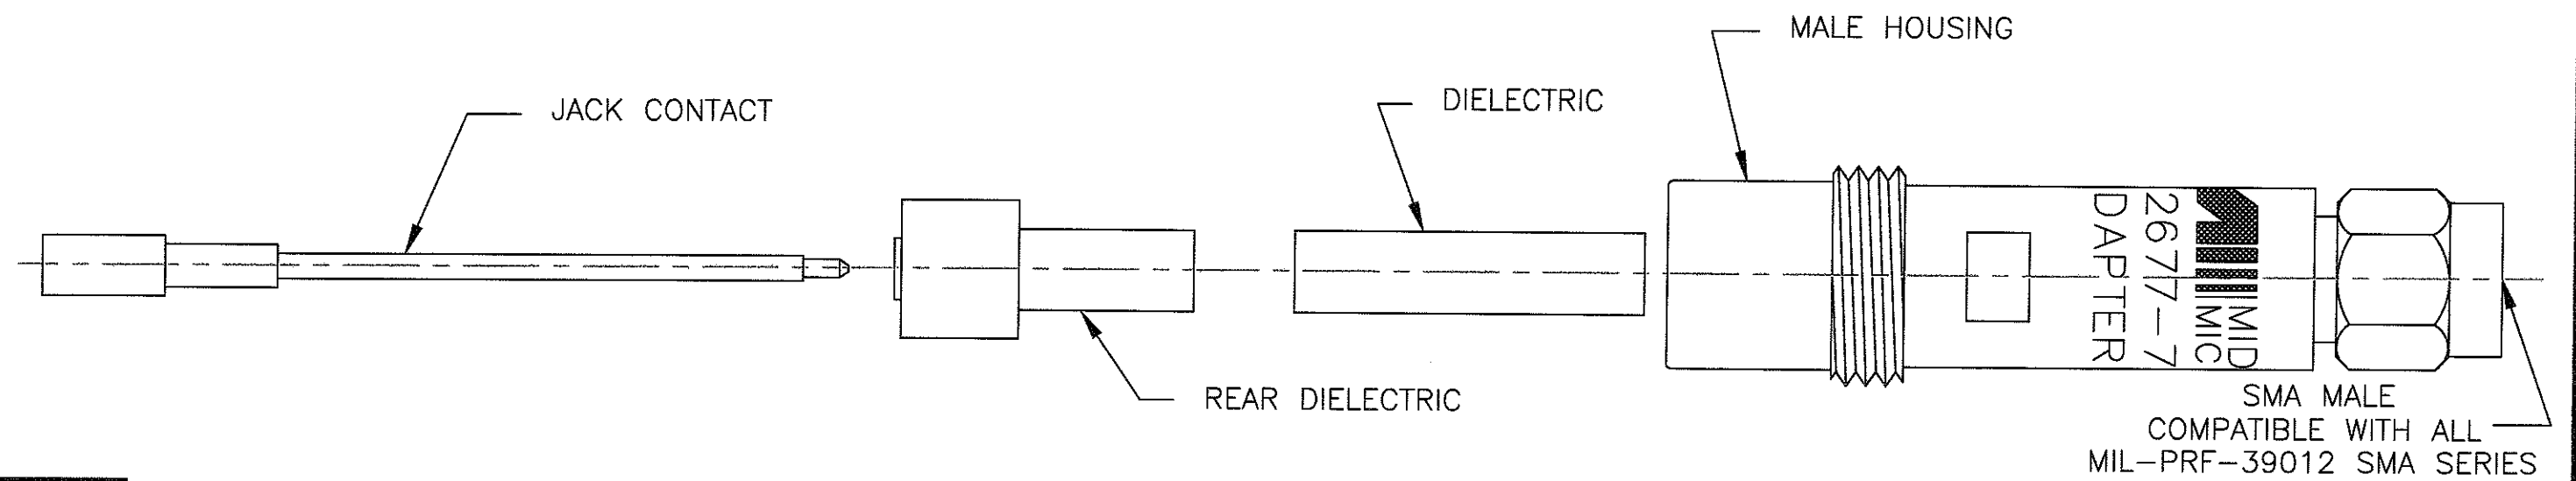 MALE HOUSING
JACK CONTACT
DIELECTRIC
REAR DIELECTRIC
MID
MIC
2677-7
DAPTER
SMA MALE
COMPATIBLE WITH ALL
MIL-PRF-39012 SMA SERIES